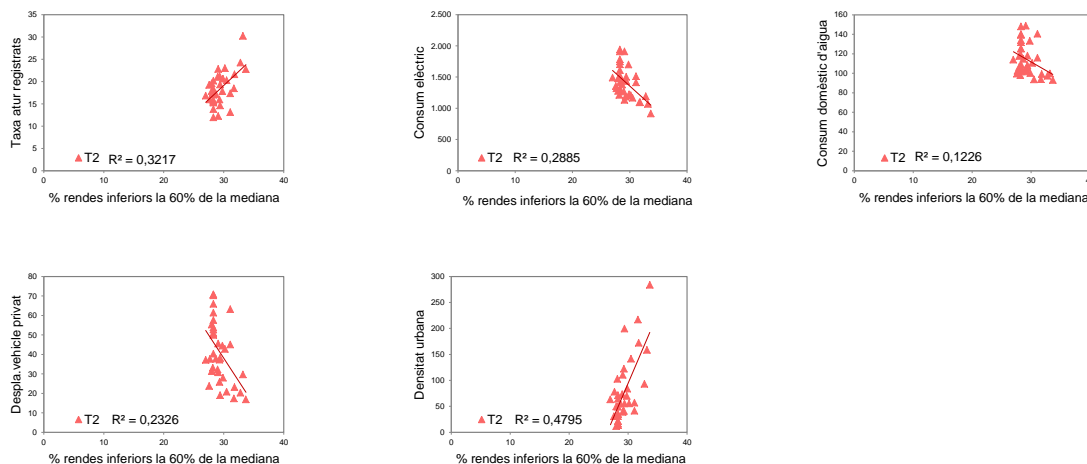 Taxa atur registrats
35
30
25
20
15
10
5
0
T2 R² = 0,3217
0 10 20 30 40
% rendes inferiors la 60% de la mediana
Consum elèctric
2.500
2.000
1.500
1.000
500
0
T2 R² = 0,2885
0 10 20 30 40
% rendes inferiors la 60% de la mediana
Consum domèstic d'aigua
160
140
120
100
80
60
40
20
0
T2 R² = 0,1226
0 10 20 30 40
% rendes inferiors la 60% de la mediana
Despla.vehicle privat
80
70
60
50
40
30
20
10
0
T2 R² = 0,2326
0 10 20 30 40
% rendes inferiors la 60% de la mediana
Densitat urbana
300
250
200
150
100
50
0
T2 R² = 0,4795
0 10 20 30 40
% rendes inferiors la 60% de la mediana